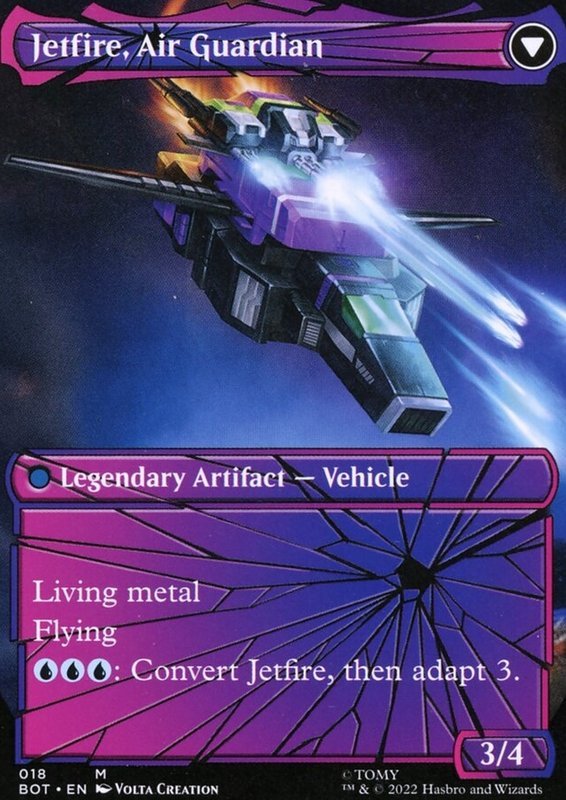 Jetfire, Air Guardian
Legendary Artifact — Vehicle
Living metal
Flying
: Convert Jetfire, then adapt 3.
3/4
018 M
BOT • EN Volta Creation
© TOMY
™ & © 2022 Hasbro and Wizards